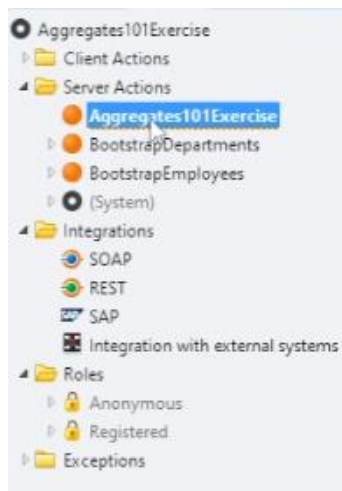 Aggregates101Exercise
Client Actions
Server Actions
Aggregates101Exercise
BootstrapDepartments
BootstrapEmployees
(System)
Integrations
SOAP
REST
SAP
SAP
Integration with external systems
Roles
Anonymous
Registered
Exceptions